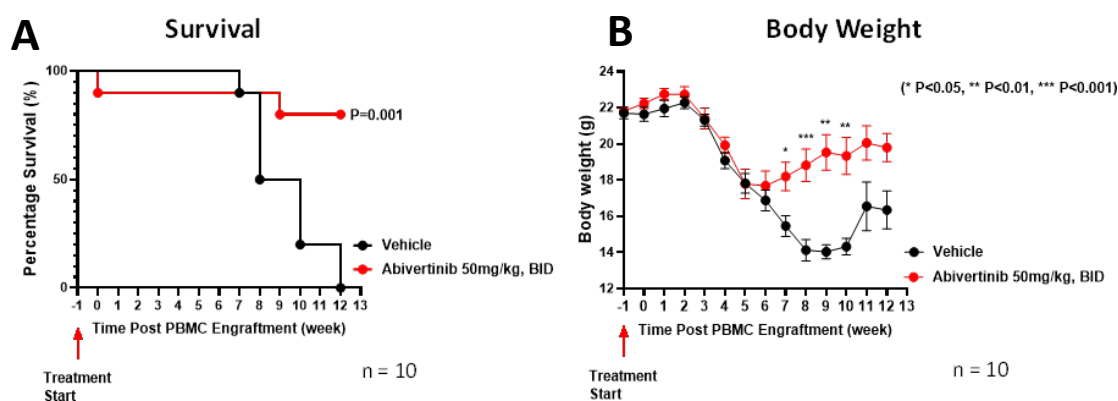 A
Survival
Percentage Survival (%)
100
50
0
P=0.001
Vehicle
Abivertinib 50mg/kg, BID
-1 0 1 2 3 4 5 6 7 8 9 10 11 12 13
Time Post PBMC Engraftment (week)
Treatment
Start
n = 10
B
Body Weight
(* P<0.05, ** P<0.01, *** P<0.001)
Body weight (g)
24
22
20
18
16
14
12
* *** ** **
Vehicle
Abivertinib 50mg/kg, BID
-1 0 1 2 3 4 5 6 7 8 9 10 11 12 13
Time Post PBMC Engraftment (week)
Treatment
Start
n = 10